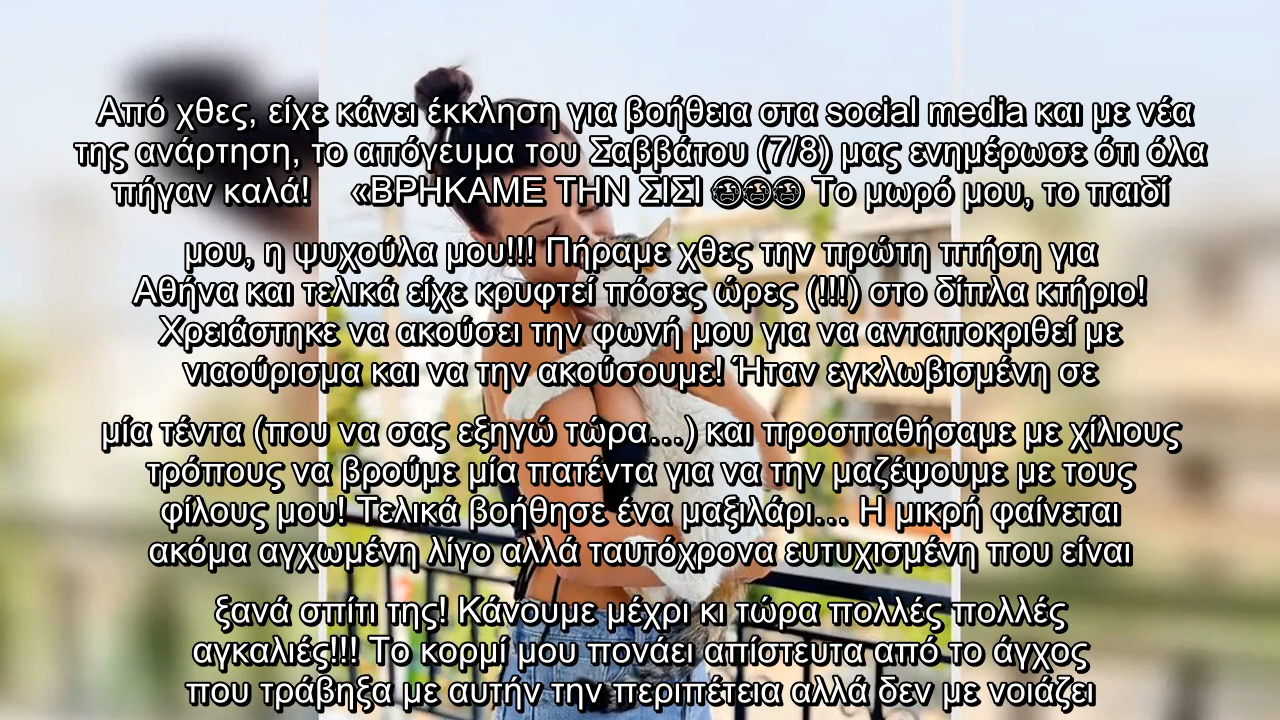 Από χθες, είχε κάνει έκκληση για βοήθεια στα social media και με νέα
της ανάρτηση, το απόγευμα του Σαββάτου (7/8) μας ενημέρωσε ότι όλα
πήγαν καλά! «ΒΡΗΚΑΜΕ ΤΗΝ ΣΙΣΙ 😭😭😭 Το μωρό μου, το παιδί
μου, η ψυχούλα μου!!! Πήραμε χθες την πρώτη πτήση για
Αθήνα και τελικά είχε κρυφτεί πόσες ώρες (!!!) στο δίπλα κτήριο!
Χρειάστηκε να ακούσει την φωνή μου για να ανταποκριθεί με
νιαούρισμα και να την ακούσουμε! Ήταν εγκλωβισμένη σε
μία τέντα (που να σας εξηγώ τώρα…) και προσπαθήσαμε με χίλιους
τρόπους να βρούμε μία πατέντα για να την μαζέψουμε με τους
φίλους μου! Τελικά βοήθησε ένα μαξιλάρι… Η μικρή φαίνεται
ακόμα αγχωμένη λίγο αλλά ταυτόχρονα ευτυχισμένη που είναι
ξανά σπίτι της! Κάνουμε μέχρι κι τώρα πολλές πολλές
αγκαλιές!!! Το κορμί μου πονάει απίστευτα από το άγχος
που τράβηξα με αυτήν την περιπέτεια αλλά δεν με νοιάζει